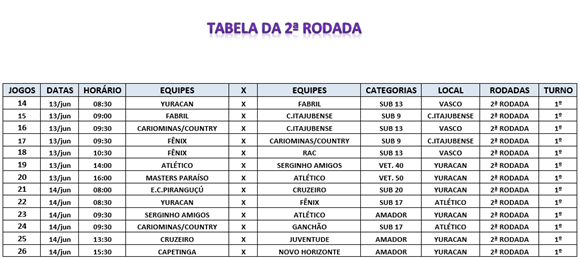 TABELA DA 2ª RODADA
JOGOS DATAS HORÁRIO EQUIPES X EQUIPES CATEGORIAS LOCAL RODADAS TURNO
14 13/jun 08:30 YURACAN X FABRIL SUB 13 VASCO 2ª RODADA 1º
15 13/jun 09:00 FABRIL X C.ITAJUBENSE SUB 9 C.ITAJUBENSE 2ª RODADA 1º
16 13/jun 09:30 CARIOMINAS/COUNTRY X C.ITAJUBENSE SUB 13 VASCO 2ª RODADA 1º
17 13/jun 09:30 FÊNIX X CARIOMINAS/COUNTRY SUB 9 C.ITAJUBENSE 2ª RODADA 1º
18 13/jun 10:30 FÊNIX X RAC SUB 13 VASCO 2ª RODADA 1º
19 13/jun 14:00 ATLÉTICO X SERGINHO AMIGOS VET. 40 YURACAN 2ª RODADA 1º
20 13/jun 16:00 MASTERS PARAÍSO X ATLÉTICO VET. 50 YURACAN 2ª RODADA 1º
21 14/jun 08:00 E.C.PIRANGUÇÚ X CRUZEIRO SUB 20 YURACAN 2ª RODADA 1º
22 14/jun 08:30 YURACAN X FÊNIX SUB 17 ATLÉTICO 2ª RODADA 1º
23 14/jun 09:30 SERGINHO AMIGOS X ATLÉTICO AMADOR YURACAN 2ª RODADA 1º
24 14/jun 09:30 CARIOMINAS/COUNTRY X GANCHÃO SUB 17 ATLÉTICO 2ª RODADA 1º
25 14/jun 13:30 CRUZEIRO X JUVENTUDE AMADOR YURACAN 2ª RODADA 1º
26 14/jun 15:30 CAPETINGA X NOVO HORIZONTE AMADOR YURACAN 2ª RODADA 1º